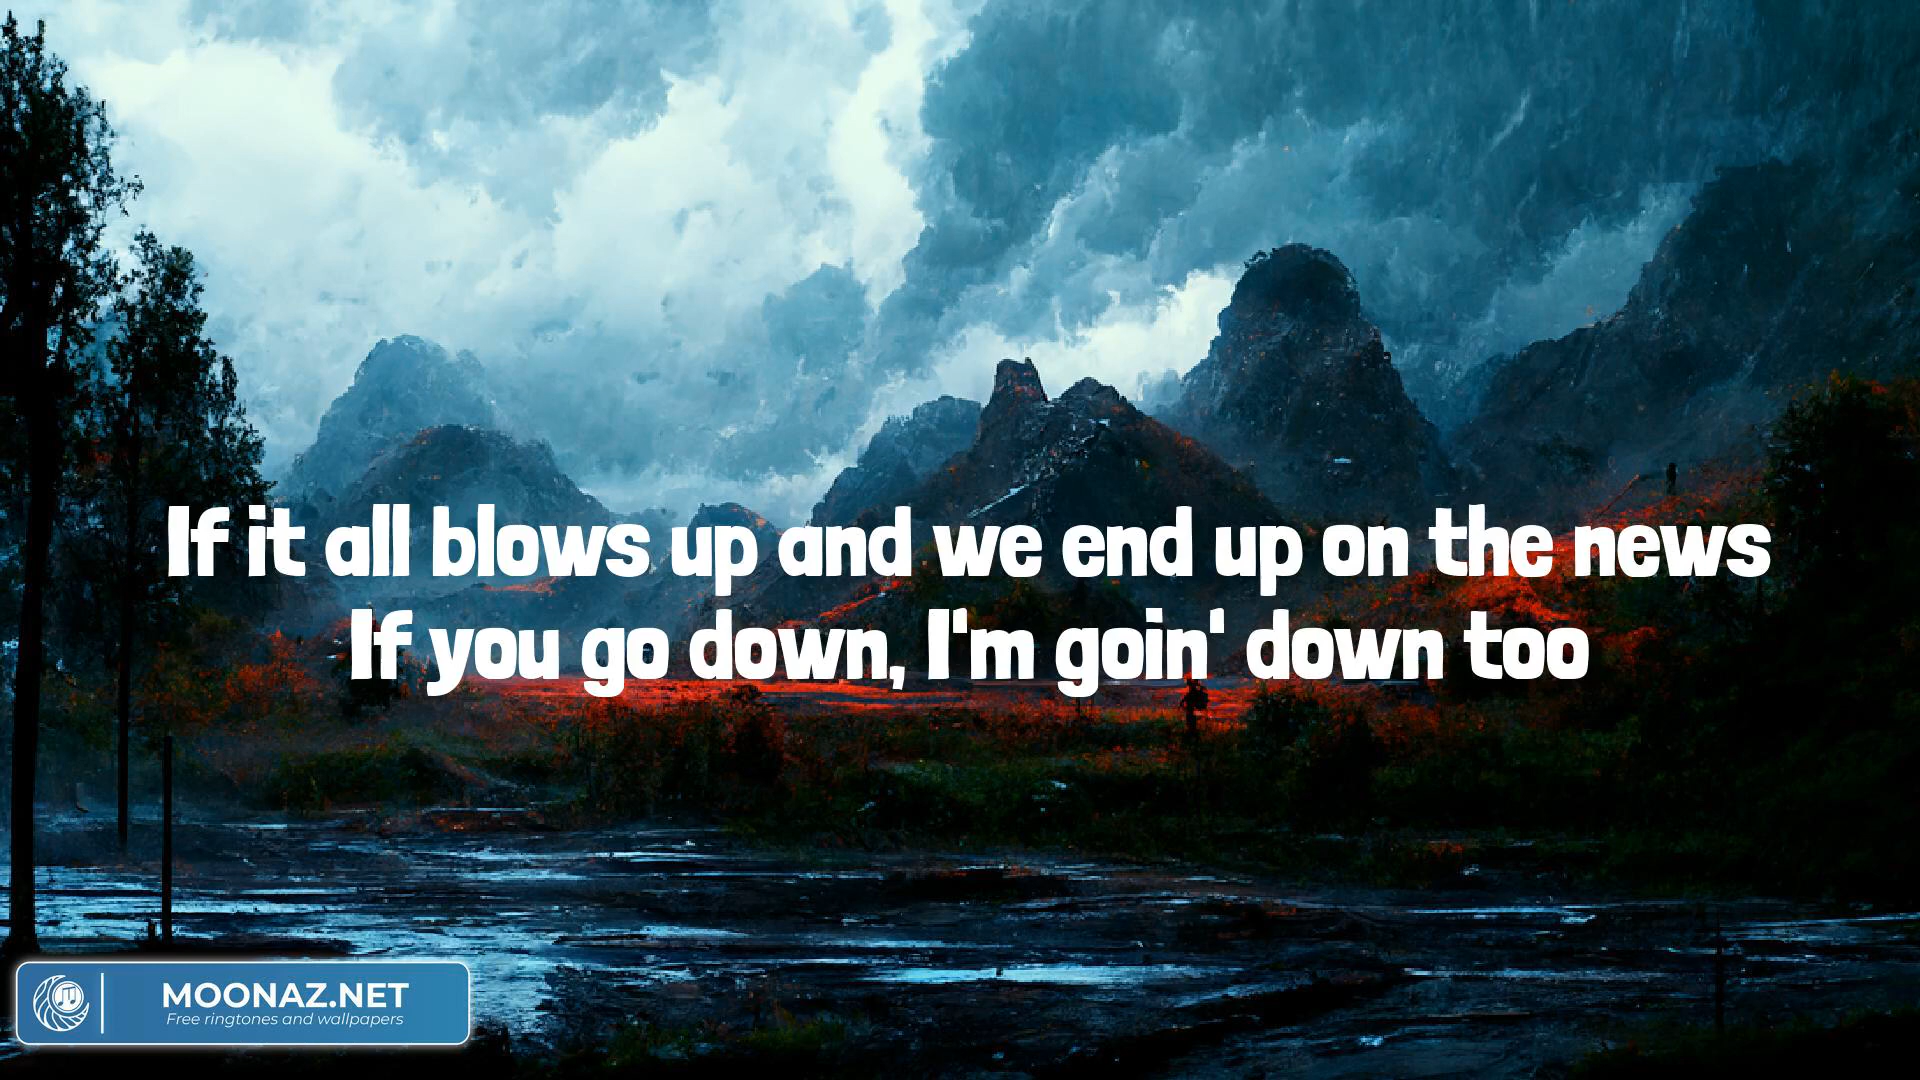 If it all blows up and we end up on the news
If you go down, I'm goin' down too
MOONAZ.NET
Free ringtones and wallpapers